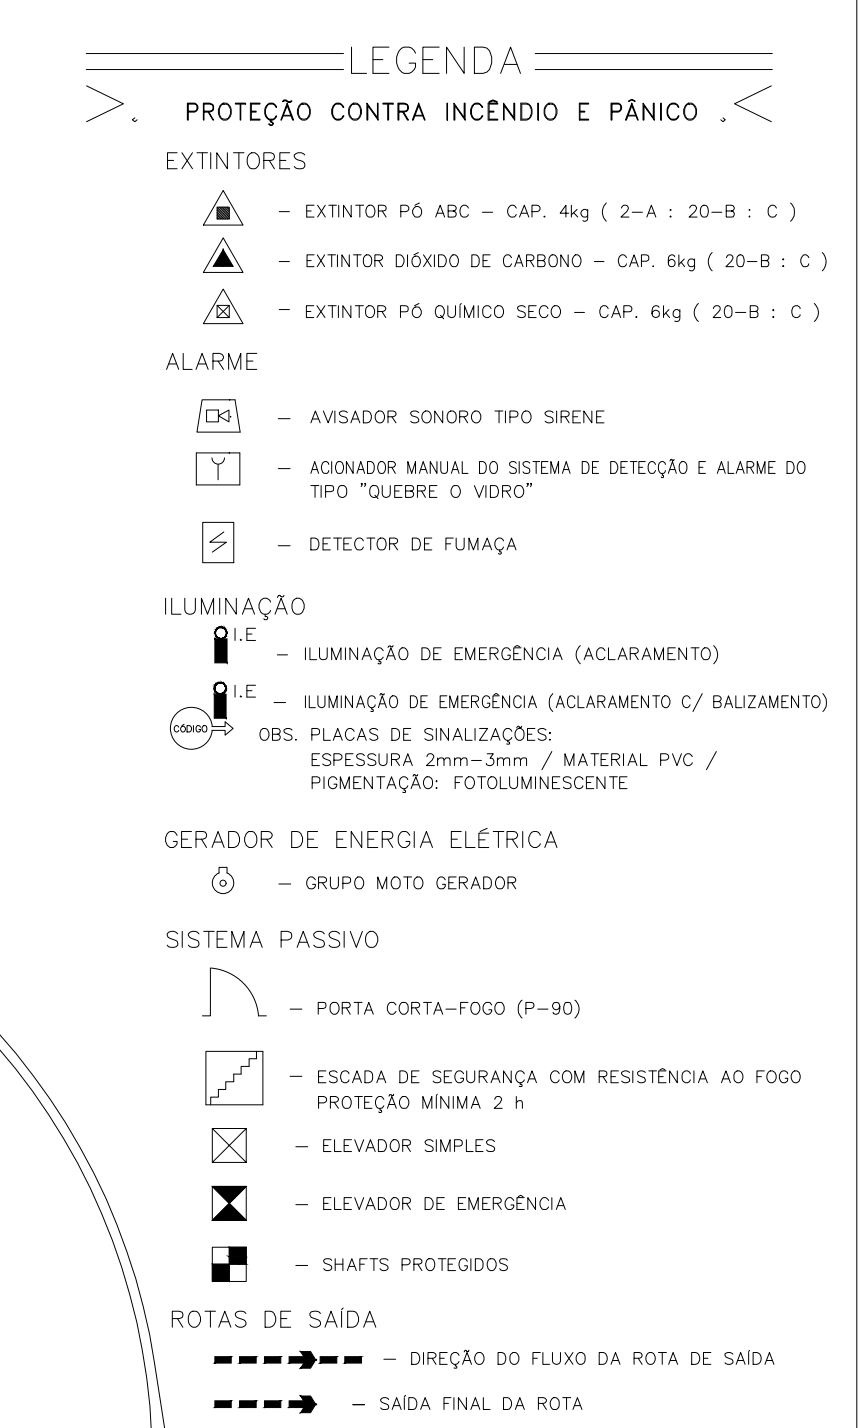 LEGENDA
PROTEÇÃO CONTRA INCÊNDIO E PÂNICO
EXTINTORES
– EXTINTOR PÓ ABC – CAP. 4kg ( 2–A : 20–B : C )
– EXTINTOR DIÓXIDO DE CARBONO – CAP. 6kg ( 20–B : C )
– EXTINTOR PÓ QUÍMICO SECO – CAP. 6kg ( 20–B : C )
ALARME
– AVISADOR SONORO TIPO SIRENE
– ACIONADOR MANUAL DO SISTEMA DE DETECÇÃO E ALARME DO
TIPO "QUEBRE O VIDRO"
– DETECTOR DE FUMAÇA
ILUMINAÇÃO
I.E
– ILUMINAÇÃO DE EMERGÊNCIA (ACLARAMENTO)
I.E
– ILUMINAÇÃO DE EMERGÊNCIA (ACLARAMENTO C/ BALIZAMENTO)
CÓDIGO
OBS. PLACAS DE SINALIZAÇÕES:
ESPESSURA 2mm–3mm / MATERIAL PVC /
PIGMENTAÇÃO: FOTOLUMINESCENTE
GERADOR DE ENERGIA ELÉTRICA
– GRUPO MOTO GERADOR
SISTEMA PASSIVO
– PORTA CORTA–FOGO (P–90)
– ESCADA DE SEGURANÇA COM RESISTÊNCIA AO FOGO
PROTEÇÃO MÍNIMA 2 h
– ELEVADOR SIMPLES
– ELEVADOR DE EMERGÊNCIA
– SHAFTS PROTEGIDOS
ROTAS DE SAÍDA
– DIREÇÃO DO FLUXO DA ROTA DE SAÍDA
– SAÍDA FINAL DA ROTA